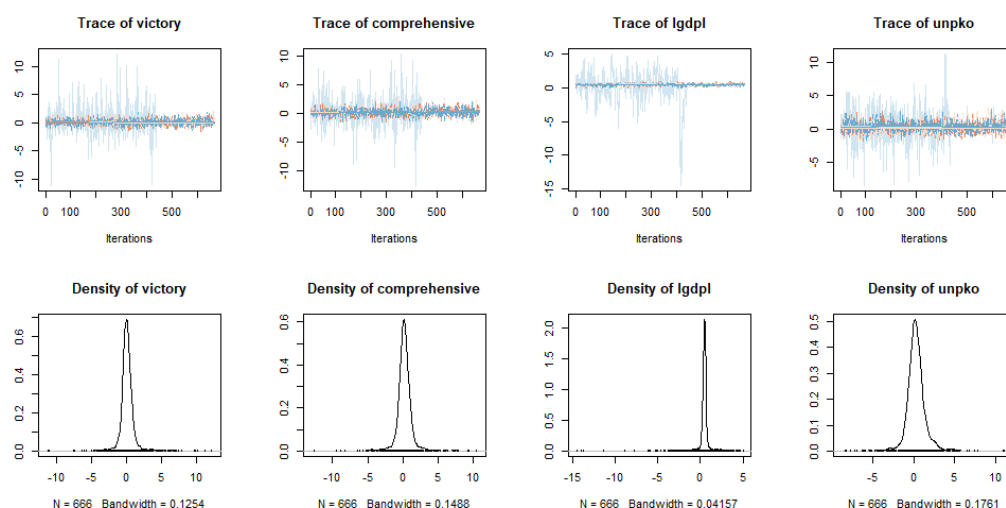 Trace of victory
Trace of comprehensive
Trace of lgdpl
Trace of unpko
10
5
0
-5
-10
0 100 300 500
Iterations
10
5
0
-5
-10
0 100 300 500
Iterations
5
0
-5
-10
-15
0 100 300 500
Iterations
10
5
0
-5
0 100 300 500
Iterations
Density of victory
Density of comprehensive
Density of lgdpl
Density of unpko
0.6
0.4
0.2
0.0
-10 -5 0 5 10
N = 666 Bandwidth = 0.1254
0.6
0.4
0.2
0.0
-10 -5 0 5 10
N = 666 Bandwidth = 0.1488
2.0
1.5
1.0
0.5
0.0
-15 -10 -5 0 5
N = 666 Bandwidth = 0.04157
0.5
0.4
0.3
0.2
0.1
0.0
-5 0 5 10
N = 666 Bandwidth = 0.1761